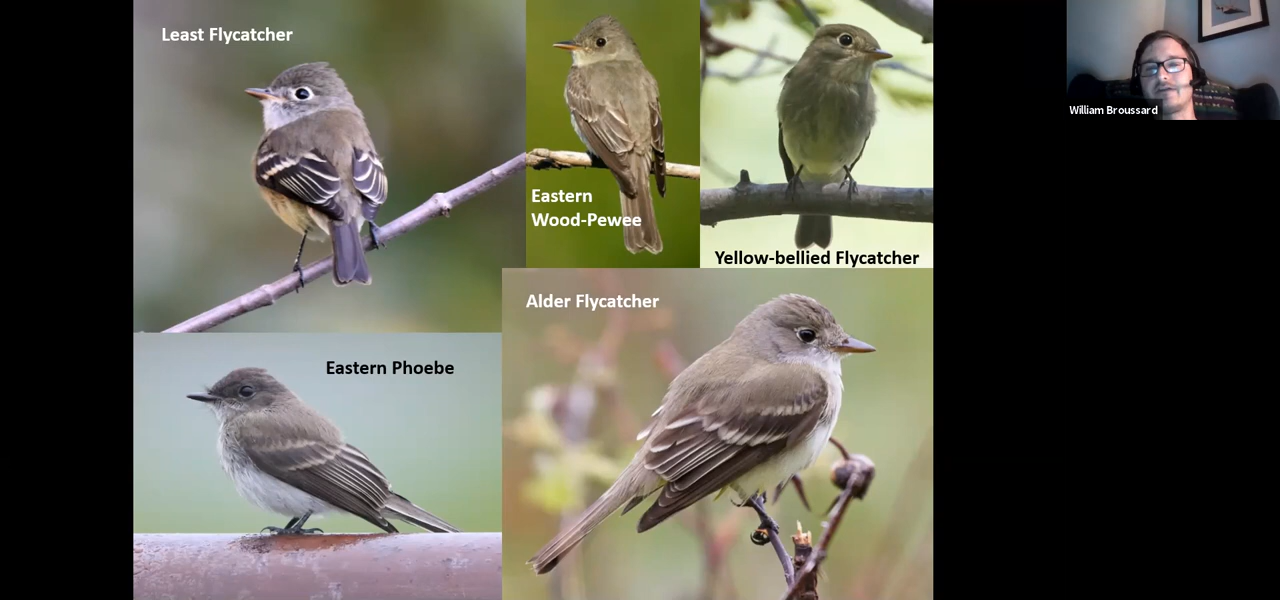 Least Flycatcher
Eastern
Wood-Pewee
Yellow-bellied Flycatcher
Alder Flycatcher
Eastern Phoebe
William Broussard